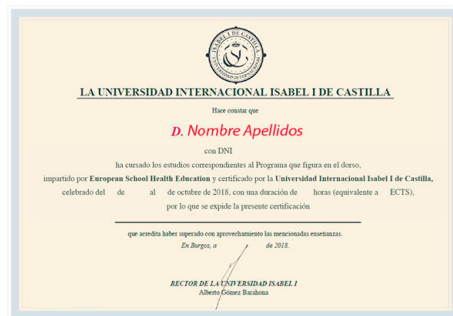 LA UNIVERSIDAD INTERNACIONAL ISABEL I DE CASTILLA
Hace constar que
D. Nombre Apellidos
con DNI
ha cursado los estudios correspondientes al Programa que figura en el dorso,
impartido por European School Health Education y certificado por la Universidad Internacional Isabel I de Castilla,
celebrado del de al de octubre de 2018, con una duración de horas (equivalente a ECTS),
por lo que se expide la presente certificación
que acredita haber superado con aprovechamiento las mencionadas enseñanzas.
En Burgos, a de 2018.
RECTOR DE LA UNIVERSIDAD ISABEL I
Alberto Gómez Barahona